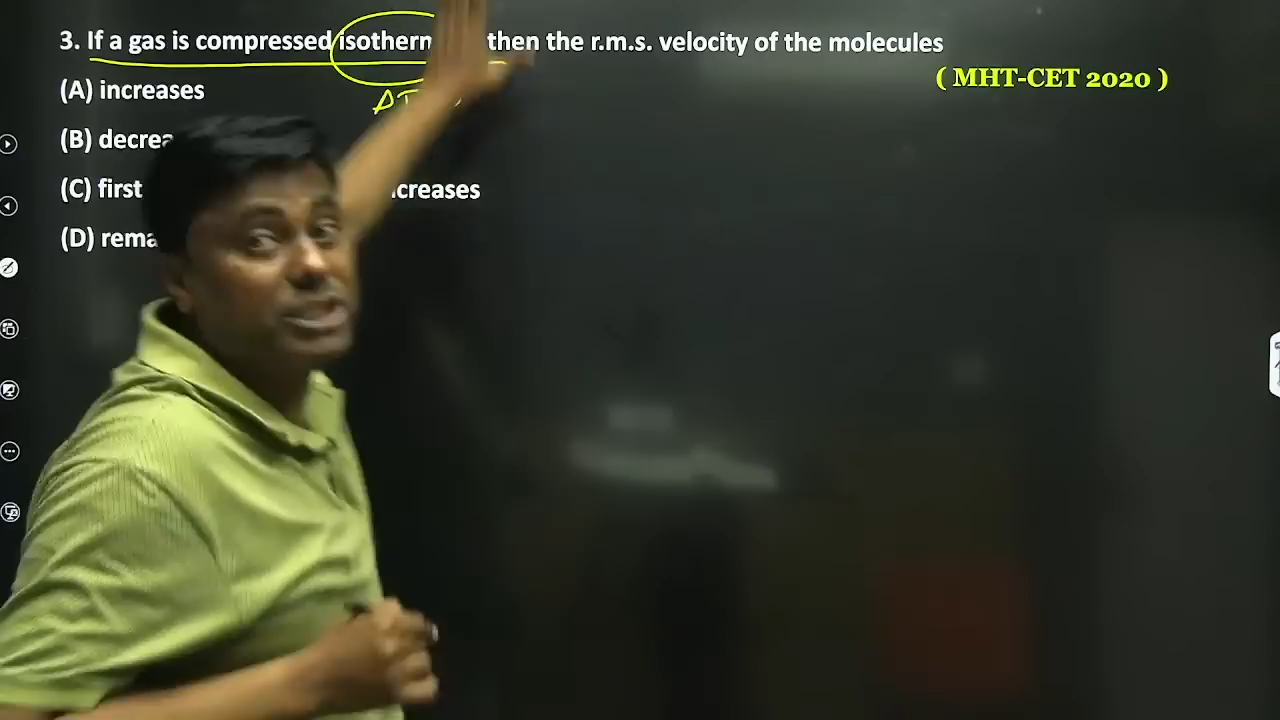 3. If a gas is compressed isotherm then the r.m.s. velocity of the molecules
( MHT-CET 2020 )
(A) increases
ΔT
(B) decrea
(C) first creases
(D) rema